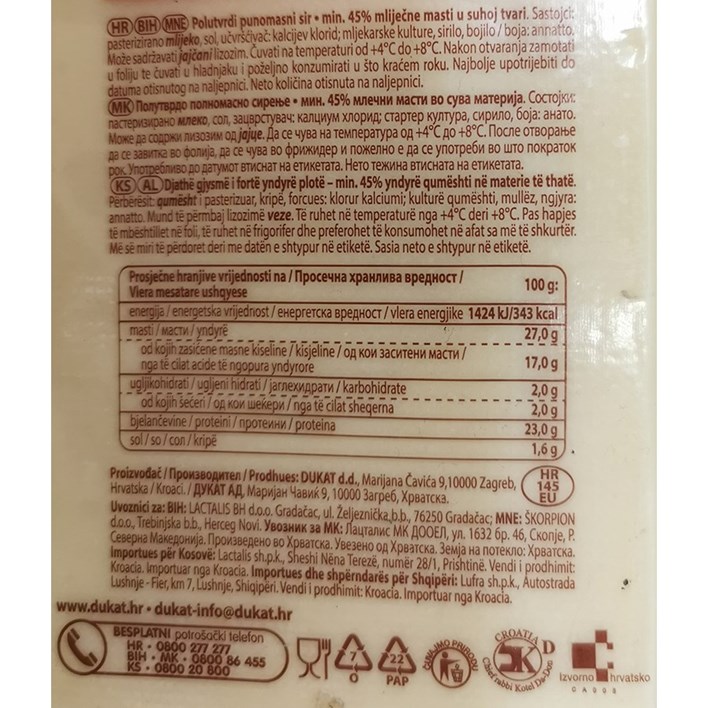 HR BIH MNE Polutvrdi punomasni sir • min. 45% mliječne masti u suhoj tvari. Sastojci:
pasterizirano mlijeko, sol, učvršćivač: kalcijev klorid; mljekarske kulture, sirilo, bojilo / boja: annatto.
Može sadržavati jajčani lizozim. Čuvati na temperaturi od +4°C do +8°C. Nakon otvaranja zamotati
u foliju te čuvati u hladnjaku i poželjno konzumirati u što kraćem roku. Najbolje upotrijebiti do
datuma otisnutog na naljepnici. Neto količina otisnuta na naljepnici.
MK Полутврдо полномасно сирење • мин. 45% млечни масти во сува материја. Состојки:
пастеризирано млеко, сол, зацврстувач: калциум хлорид; стартер култура, сирило, боја: анато.
Може да содржи лизозим од јајце. Да се чува на температура од +4°C до +8°C. После отворање
да се завитка во фолија, да се чува во фрижидер и пожелно е да се употреби во што пократок
рок. Употребливо до датумот втиснат на етикетата. Нето тежина втисната на етикетата.
KS AL Djathë gjysmë i fortë yndyrë plotë – min. 45% yndyrë qumështi në materie të thatë.
Përbërësit: qumësht i pasterizuar, kripë, forcues: klorur kalciumi; kulturë qumështi, mullëz, ngjyra:
annatto. Mund të përmbaj lizozimë veze. Të ruhet në temperaturë nga +4°C deri +8°C. Pas hapjes
të mbështillet në foli, të ruhet në frigorifer dhe preferohet të konsumohet në afat sa më të shkurtër.
Më së miri të përdoret deri me datën e shtypur në etiketë. Sasia neto e shtypur në etiketë.
Prosječne hranjive vrijednosti na / Просечна хранлива вредност /
Vlera mesatare ushqyese
100 g:
energija / energetska vrijednost / енергетска вредност / vlera energjike 1424 kJ/343 kcal
masti / масти / yndyrë 27,0 g
od kojih zasićene masne kiseline / kisjeline / од кои заситени масти /
nga të cilat acide të ngopura yndyrore 17,0 g
ugljikohidrati / ugljeni hidrati / јаглехидрати / karbohidrate 2,0 g
od kojih šećeri / од кои шеќери / nga të cilat sheqerna 2,0 g
bjelančevine / proteini / протеини / proteina 23,0 g
sol / so / сол / kripë 1,6 g
Proizvođač / Производител / Prodhues: DUKAT d.d., Marijana Čavića 9,10000 Zagreb,
Hrvatska / Kroaci. / ДУКАТ АД, Маријан Чавиќ 9, 10000 Загреб, Хрватска.
HR
145
EU
Uvoznici za: BIH: LACTALIS BH d.o.o. Gradačac, ul. Željeznička b.b., 76250 Gradačac; MNE: ŠKORPION
d.o.o, Trebinjska b.b., Herceg Novi. Увозник за МК: Лацталис МК ДООЕЛ, ул. 1632 бр. 46, Скопје, Р.
Северна Македонија. Произведено во Хрватска. Увезено од Хрватска. Земја на потекло: Хрватска.
Importues për Kosovë: Lactalis sh.p.k., Sheshi Nëna Terezë, numër 28/1, Prishtinë. Vendi i prodhimit:
Kroacia. Importuar nga Kroacia. Importues dhe shpërndarës për Shqipëri: Lufra sh.p.k., Autostrada
Lushnje - Fier, km 7, Lushnje, Shiqipëri. Vendi i prodhimit: Kroacia. Importuar nga Kroacia.
www.dukat.hr • dukat-info@dukat.hr
BESPLATNI potrošački telefon
HR • 0800 277 277
BIH • MK • 0800 86 455
KS • 0800 20 800
7
O
22
PAP
ČUVAJMO PRIRODU
CROATIA
K D
Chief rabbi Kotel Da-Don
Izvorno hrvatsko